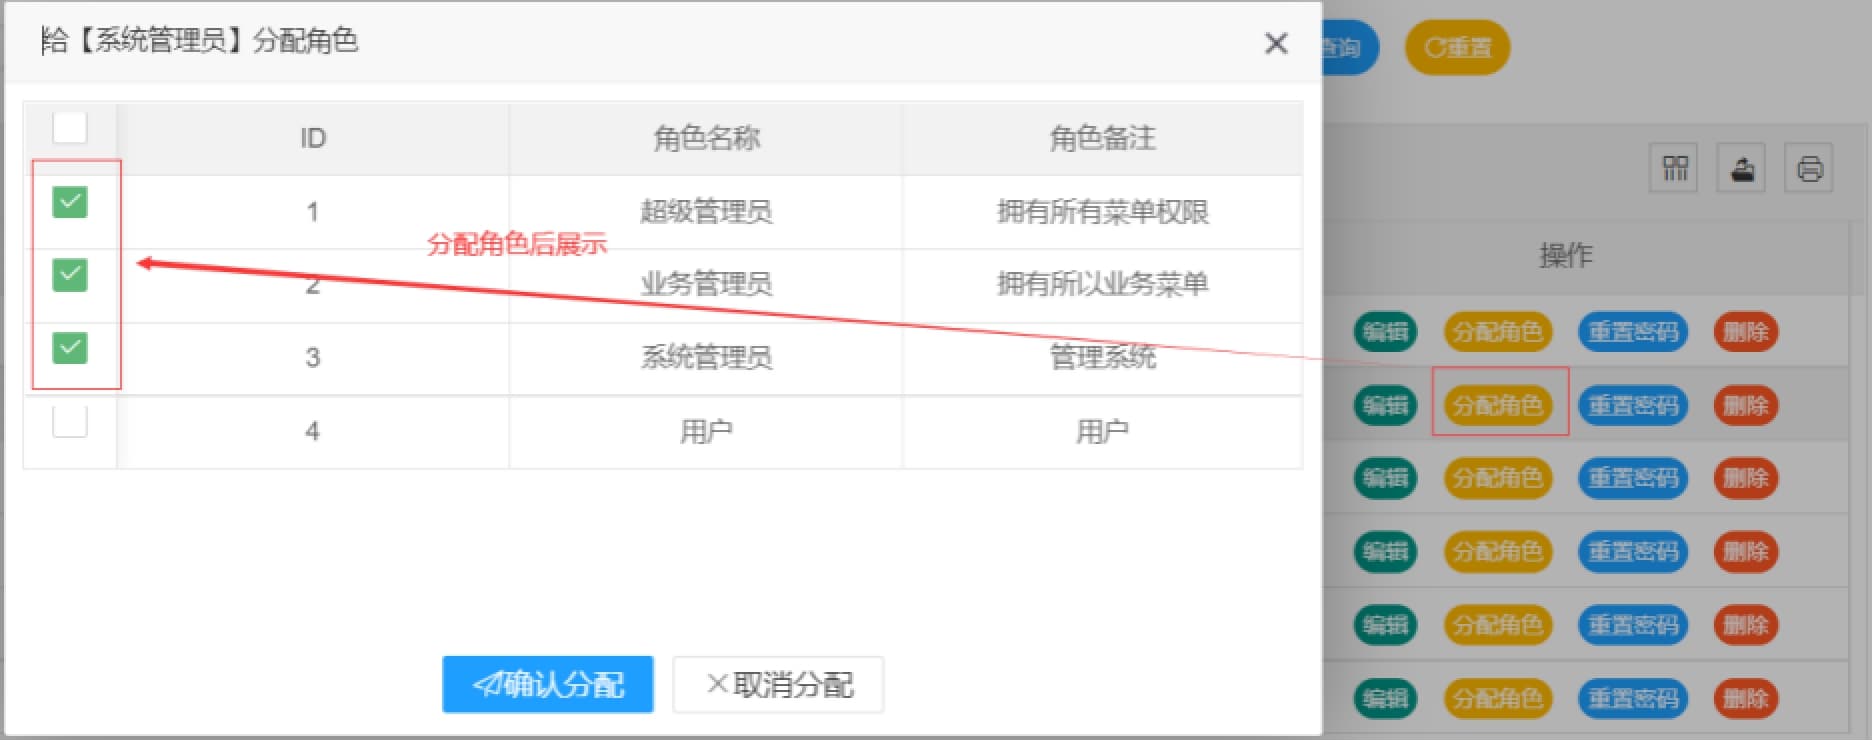 给【系统管理员】分配角色
查询 重置
ID 角色名称 角色备注
1 超级管理员 拥有所有菜单权限
分配角色后展示
2 业务管理员 拥有所以业务菜单
3 系统管理员 管理系统
4 用户 用户
确认分配 取消分配
操作
编辑 分配角色 重置密码 删除
编辑 分配角色 重置密码 删除
编辑 分配角色 重置密码 删除
编辑 分配角色 重置密码 删除
编辑 分配角色 重置密码 删除
编辑 分配角色 重置密码 删除